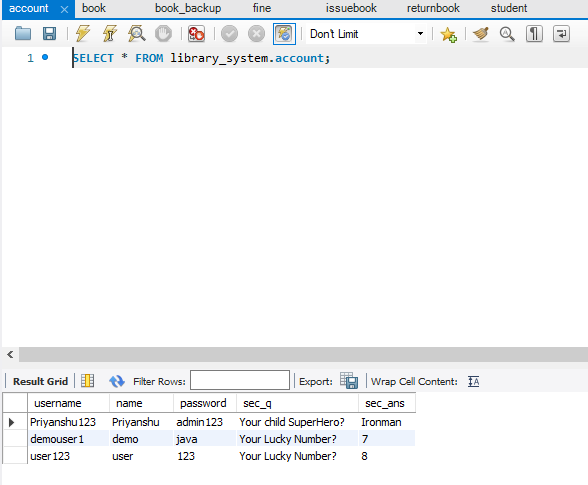 account × book book_backup fine issuebook returnbook student
Don't Limit
1 SELECT * FROM library_system.account;
Result Grid Filter Rows: Export: Wrap Cell Content:
username name password sec_q sec_ans
Priyanshu123 Priyanshu admin123 Your child SuperHero? Ironman
demouser1 demo java Your Lucky Number? 7
user123 user 123 Your Lucky Number? 8